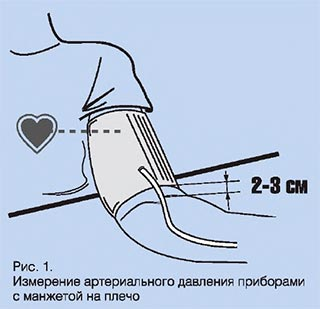 2-3 см
Рис. 1.
Измерение артериального давления приборами
с манжетой на плечо